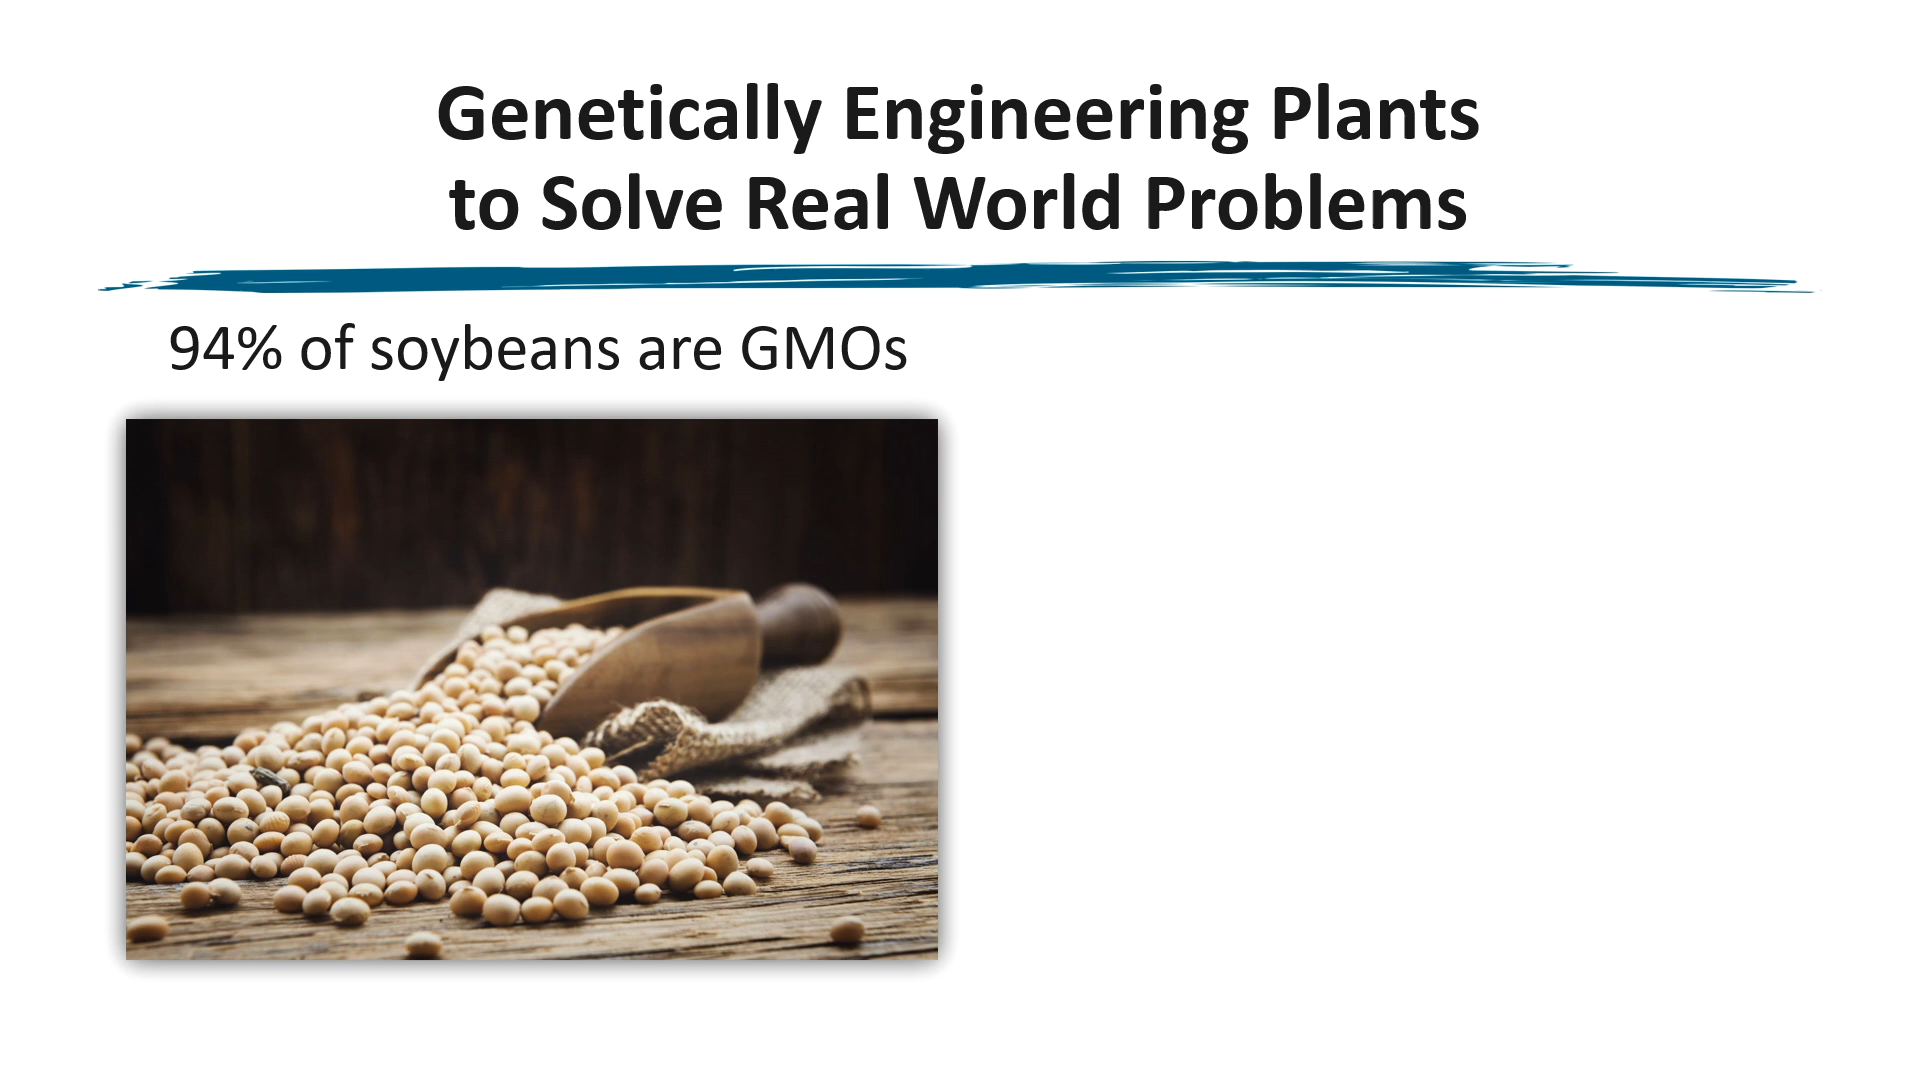 Genetically Engineering Plants
to Solve Real World Problems
94% of soybeans are GMOs